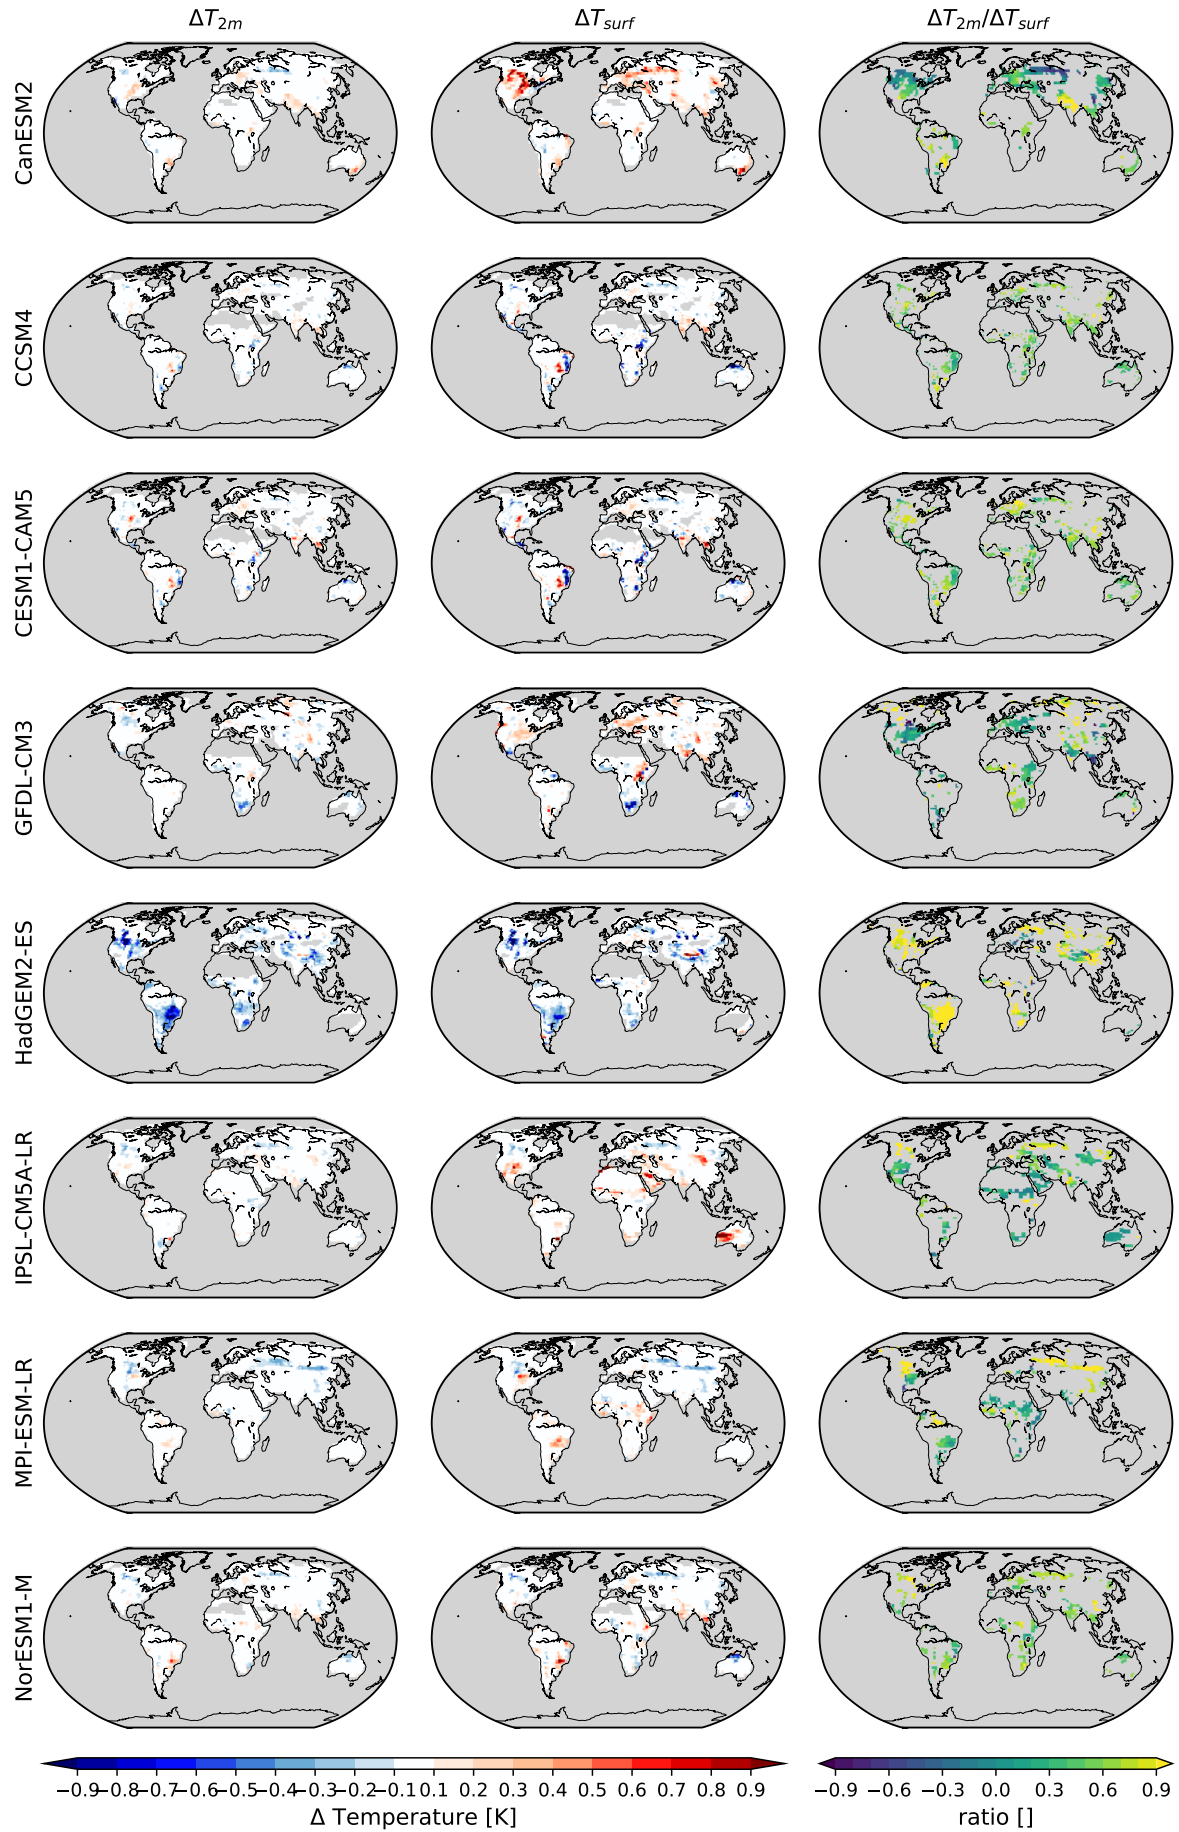 ΔT2m ΔTsurf ΔT2m/ΔTsurf
CanESM2
CCSM4
CESM1-CAM5
GFDL-CM3
HadGEM2-ES
IPSL-CM5A-LR
MPI-ESM-LR
NorESM1-M
−0.9 −0.8 −0.7 −0.6 −0.5 −0.4 −0.3 −0.2 −0.1 0.1 0.2 0.3 0.4 0.5 0.6 0.7 0.8 0.9 −0.9 −0.6 −0.3 0.0 0.3 0.6 0.9
Δ Temperature [K] ratio []